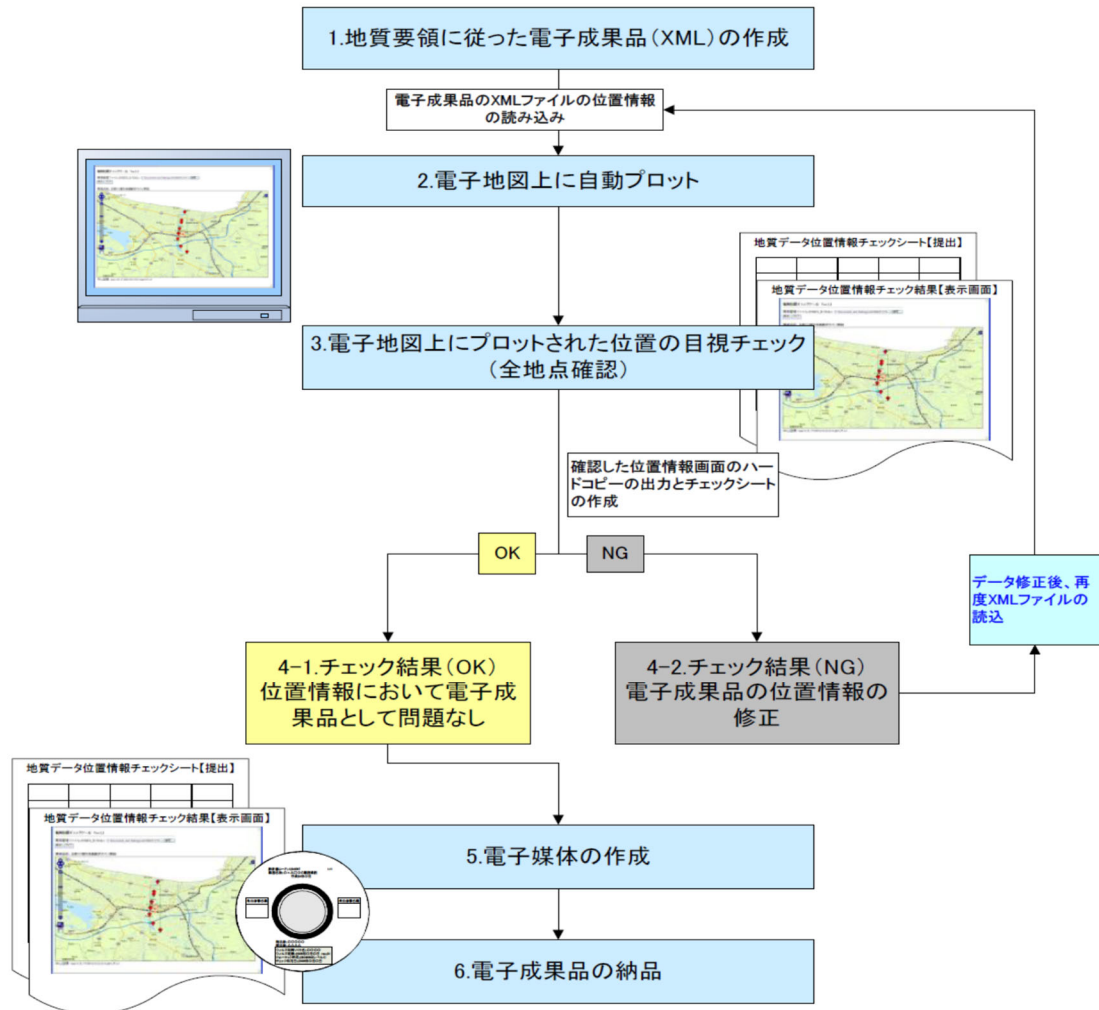 1.地質要領に従った電子成果品(XML)の作成
電子成果品のXMLファイルの位置情報
の読み込み
2.電子地図上に自動プロット
地質データ位置情報チェックシート【提出】
地質データ位置情報チェック結果【表示画面】
3.電子地図上にプロットされた位置の目視チェック
(全地点確認)
確認した位置情報画面のハー
ドコピーの出力とチェックシート
の作成
OK
NG
データ修正後、再
度XMLファイルの
読込
4-1.チェック結果(OK)
位置情報において電子成
果品として問題なし
4-2.チェック結果(NG)
電子成果品の位置情報の
修正
地質データ位置情報チェックシート【提出】
地質データ位置情報チェック結果【表示画面】
5.電子媒体の作成
6.電子成果品の納品